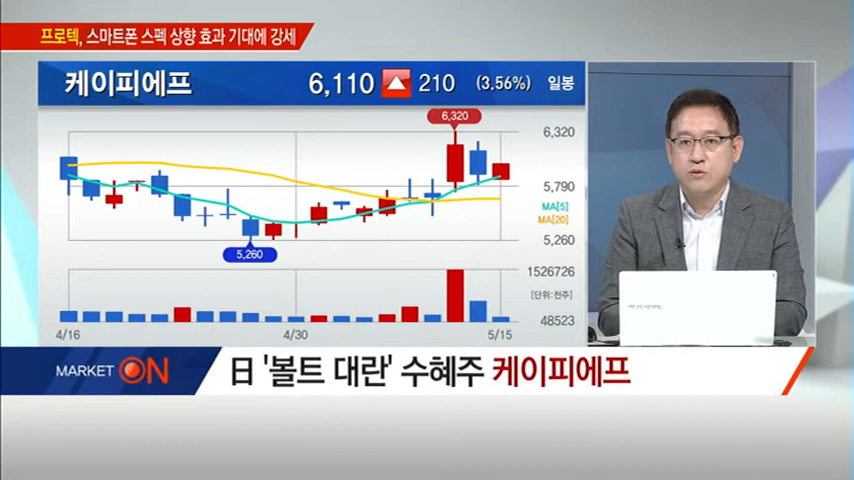 프로텍, 스마트폰 스펙 상향 효과 기대에 강세
케이피에프 6,110 ▲ 210 (3.56%) 일봉
6,320
6,320
5,790
MA[5]
MA[20]
5,260
5,260
1526726
[단위:천주]
48523
4/16 4/30 5/15
MARKET ON
日 '볼트 대란' 수혜주 케이피에프